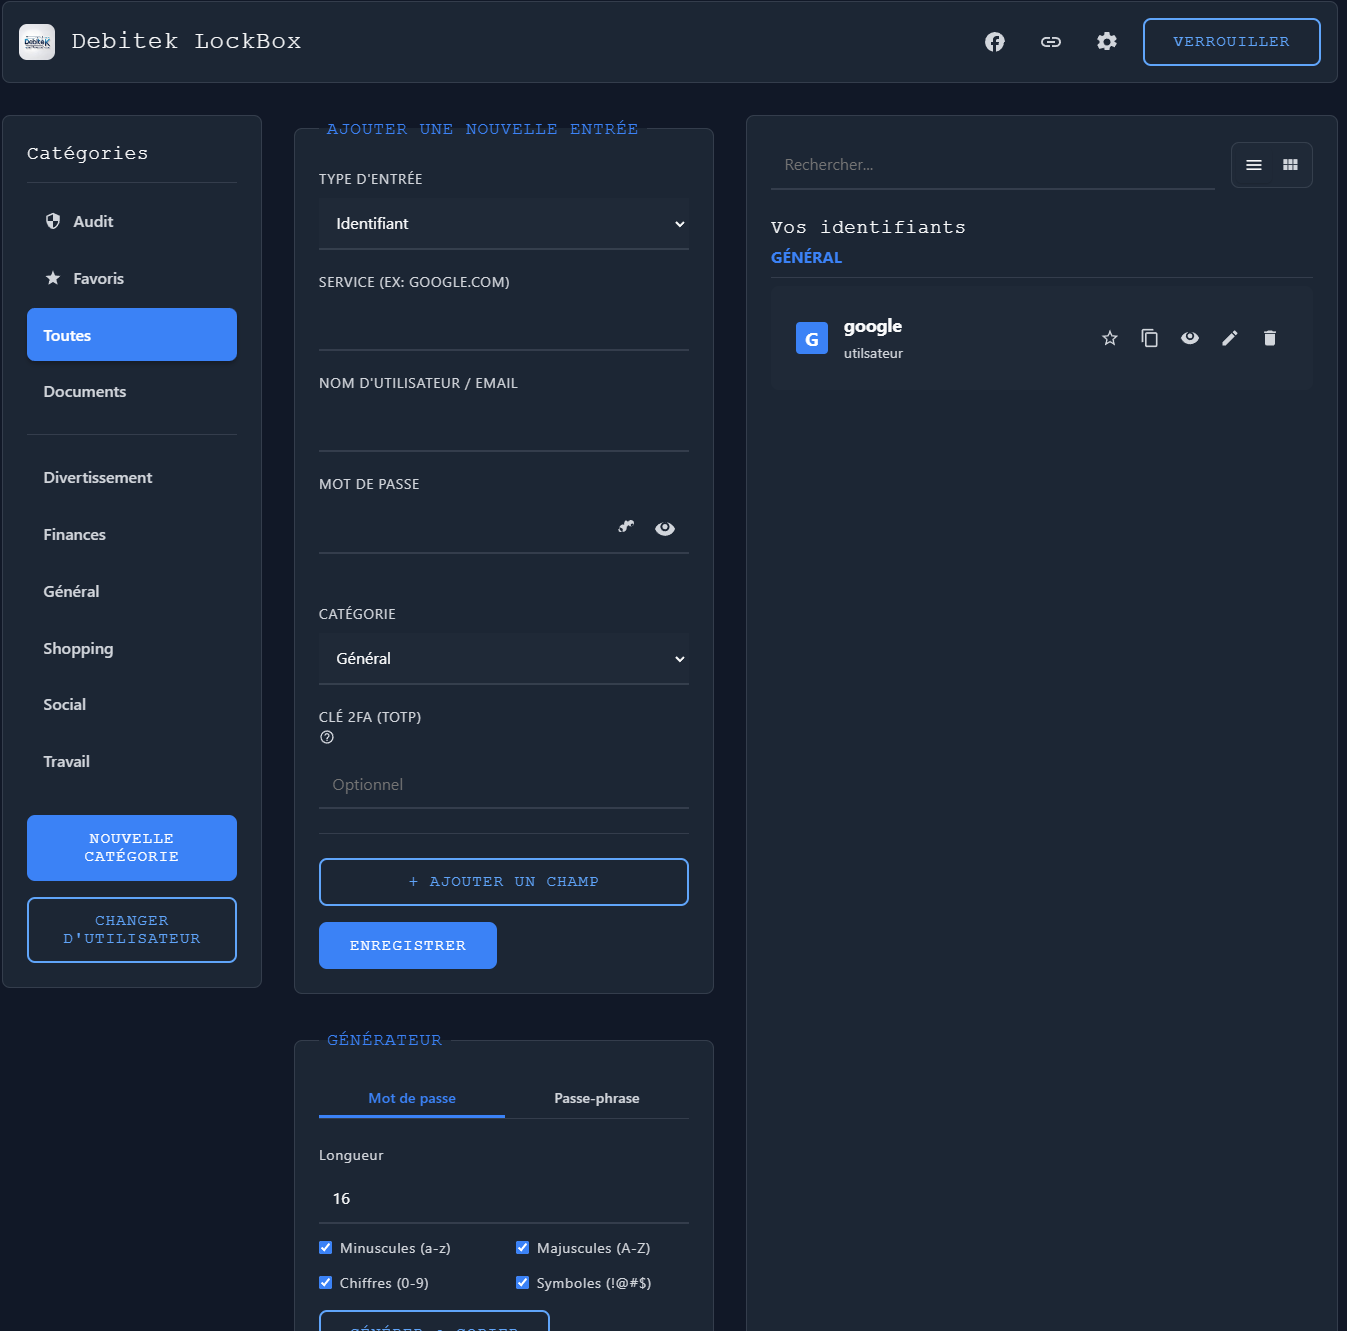 Debitek
Debitek LockBox
VERROUILLER
Catégories
Audit
Favoris
Toutes
Documents
Divertissement
Finances
Général
Shopping
Social
Travail
NOUVELLE
CATÉGORIE
CHANGER
D'UTILISATEUR
AJOUTER UNE NOUVELLE ENTRÉE
TYPE D'ENTRÉE
Identifiant
SERVICE (EX: GOOGLE.COM)
NOM D'UTILISATEUR / EMAIL
MOT DE PASSE
CATÉGORIE
Général
CLÉ 2FA (TOTP)
Optionnel
+ AJOUTER UN CHAMP
ENREGISTRER
GÉNÉRATEUR
Mot de passe
Passe-phrase
Longueur
16
Minuscules (a-z)
Majuscules (A-Z)
Chiffres (0-9)
Symboles (!@#$)
GÉNÉRER & COPIER
Rechercher...
Vos identifiants
GÉNÉRAL
G
google
utilsateur